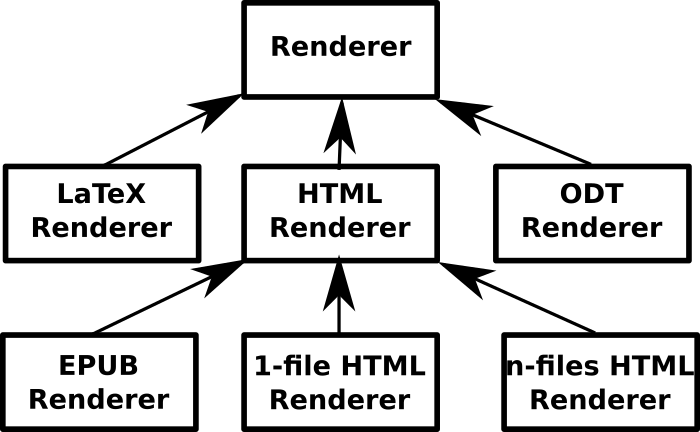 Renderer
LaTeX
Renderer
HTML
Renderer
ODT
Renderer
EPUB
Renderer
1-file HTML
Renderer
n-files HTML
Renderer